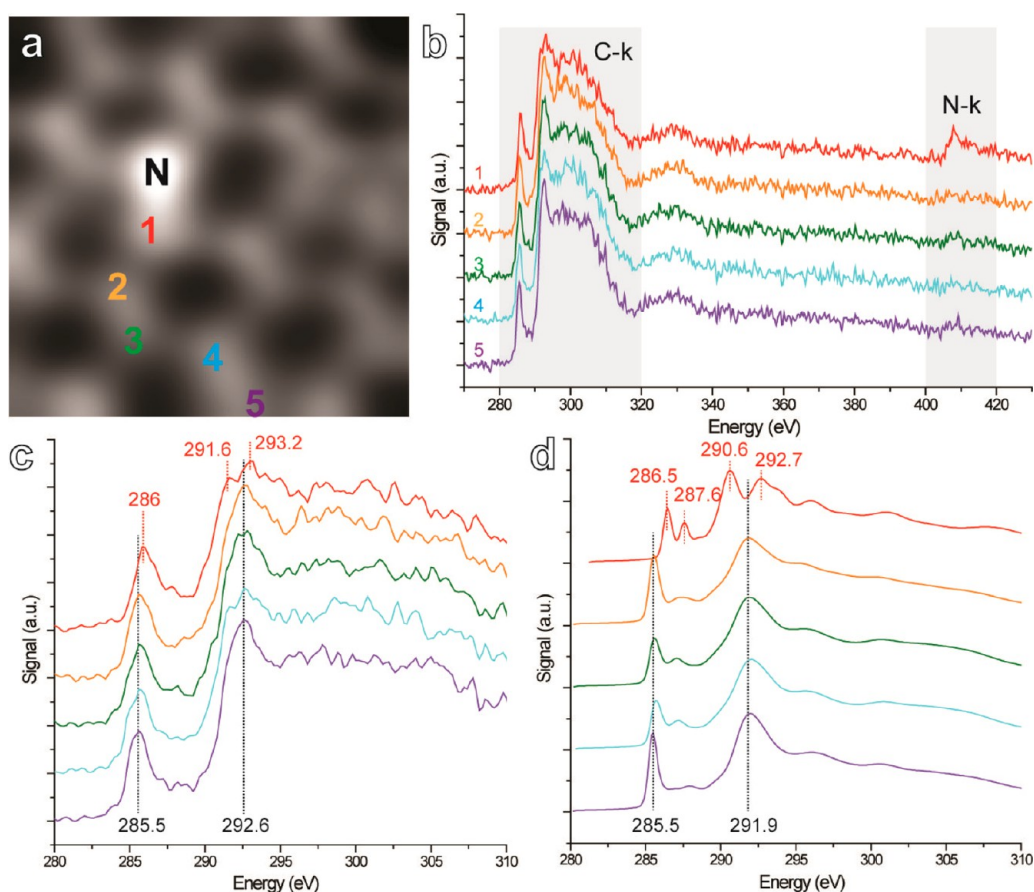 a
N
1
2
3
4
5
b
C-k
N-k
1
2
3
4
5
Signal (a.u.)
280 300 320 340 360 380 400 420
Energy (eV)
c
291.6
293.2
286
Signal (a.u.)
285.5
292.6
280 285 290 295 300 305 310
Energy (eV)
d
290.6
286.5
292.7
287.6
Signal (a.u.)
285.5
291.9
280 285 290 295 300 305 310
Energy (eV)